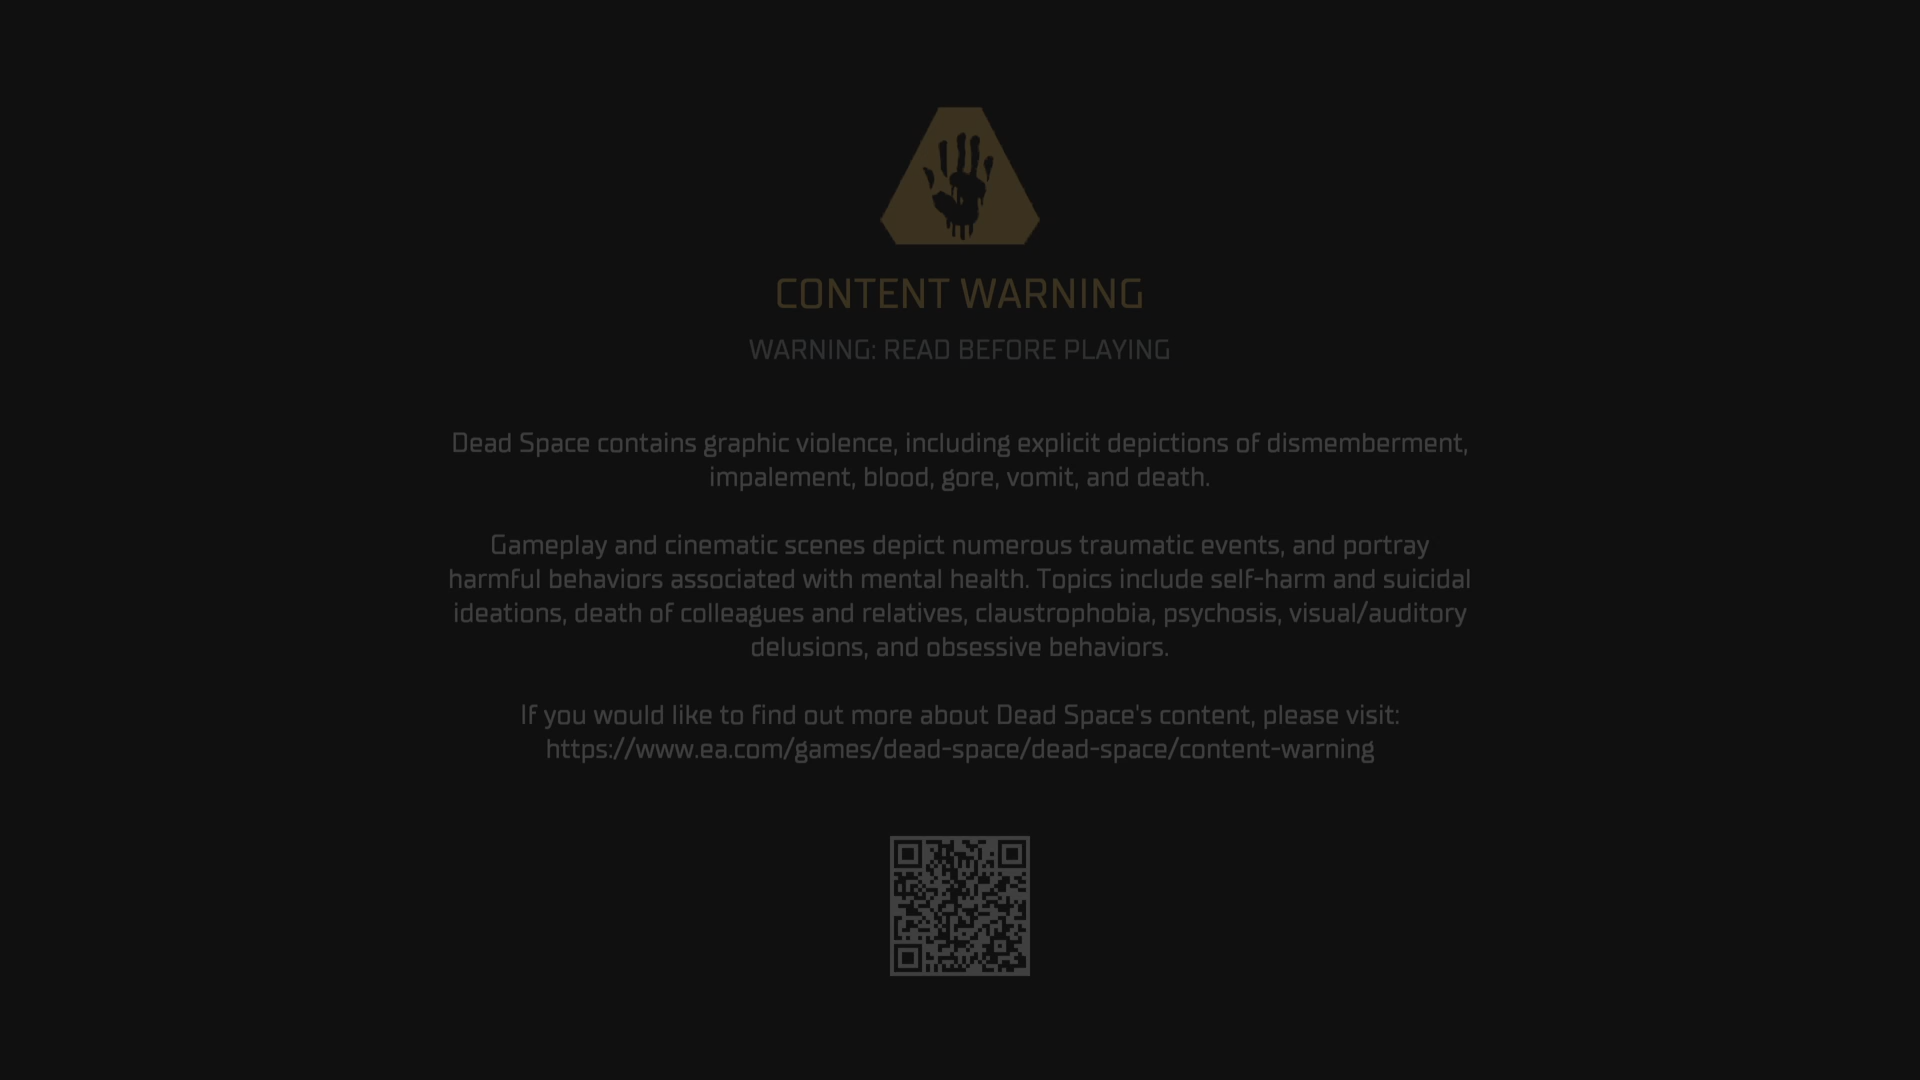 CONTENT WARNING
WARNING: READ BEFORE PLAYING
Dead Space contains graphic violence, including explicit depictions of dismemberment,
impalement, blood, gore, vomit, and death.
Gameplay and cinematic scenes depict numerous traumatic events, and portray
harmful behaviors associated with mental health. Topics include self-harm and suicidal
ideations, death of colleagues and relatives, claustrophobia, psychosis, visual/auditory
delusions, and obsessive behaviors.
If you would like to find out more about Dead Space's content, please visit:
https://www.ea.com/games/dead-space/dead-space/content-warning